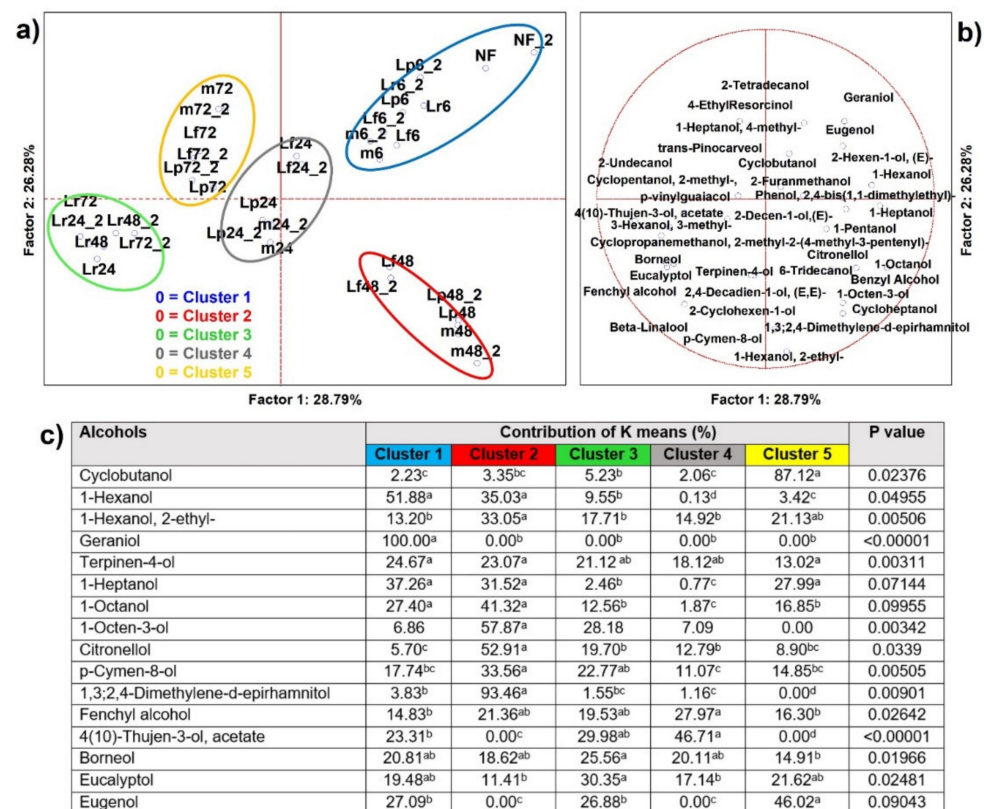 a)
NF_2
NF
Lp6_2
Lr6_2
Lp6
Lr6
Lf6_2
m6_2
Lf6
m6
m72
m72_2
Lf72
Lf72_2
Lp72_2
Lp72
Lf24
Lf24_2
Lp24
Lp24_2
m24_2
m24
Lr72
Lr24_2
Lr48_2
Lr48
Lr72_2
Lr24
Lf48
Lf48_2
Lp48_2
Lp48
m48
m48_2
0 = Cluster 1
0 = Cluster 2
0 = Cluster 3
0 = Cluster 4
0 = Cluster 5
Factor 2: 26.28%
Factor 1: 28.79%
b)
2-Tetradecanol
4-EthylResorcinol
Geraniol
1-Heptanol, 4-methyl-
Eugenol
trans-Pinocarveol
2-Hexen-1-ol, (E)-
2-Undecanol
Cyclobutanol
1-Hexanol
Cyclopentanol, 2-methyl-,
2-Furanmethanol
p-vinylguaiacol
Phenol, 2,4-bis(1,1-dimethylethyl)-
4(10)-Thujen-3-ol, acetate
2-Decen-1-ol,(E)-
1-Heptanol
3-Hexanol, 3-methyl-
1-Pentanol
Cyclopropanemethanol, 2-methyl-2-(4-methyl-3-pentenyl)-
Borneol
Citronellol
Eucalyptol
Terpinen-4-ol
6-Tridecanol
1-Octanol
Benzyl Alcohol
Fenchyl alcohol
2,4-Decadien-1-ol, (E,E)-
1-Octen-3-ol
2-Cyclohexen-1-ol
Cycloheptanol
Beta-Linalool
1,3;2,4-Dimethylene-d-epirhamnitol
p-Cymen-8-ol
1-Hexanol, 2-ethyl-
Factor 2: 26.28%
Factor 1: 28.79%
c)
Alcohols Contribution of K means (%) P value
Cluster 1 Cluster 2 Cluster 3 Cluster 4 Cluster 5
Cyclobutanol 2.23c 3.35bc 5.23b 2.06c 87.12a 0.02376
1-Hexanol 51.88a 35.03a 9.55b 0.13d 3.42c 0.04955
1-Hexanol, 2-ethyl- 13.20b 33.05a 17.71b 14.92b 21.13ab 0.00506
Geraniol 100.00a 0.00b 0.00b 0.00b 0.00b <0.00001
Terpinen-4-ol 24.67a 23.07a 21.12 ab 18.12ab 13.02a 0.00311
1-Heptanol 37.26a 31.52a 2.46b 0.77c 27.99a 0.07144
1-Octanol 27.40a 41.32a 12.56b 1.87c 16.85b 0.09955
1-Octen-3-ol 6.86 57.87a 28.18 7.09 0.00 0.00342
Citronellol 5.70c 52.91a 19.70b 12.79b 8.90bc 0.0339
p-Cymen-8-ol 17.74bc 33.56a 22.77ab 11.07c 14.85bc 0.00505
1,3;2,4-Dimethylene-d-epirhamnitol 3.83b 93.46a 1.55bc 1.16c 0.00d 0.00901
Fenchyl alcohol 14.83b 21.36ab 19.53ab 27.97a 16.30b 0.02642
4(10)-Thujen-3-ol, acetate 23.31b 0.00c 29.98ab 46.71a 0.00d <0.00001
Borneol 20.81ab 18.62ab 25.56a 20.11ab 14.91b 0.01966
Eucalyptol 19.48ab 11.41b 30.35a 17.14b 21.62ab 0.02481
Eugenol 27.09b 0.00c 26.88b 0.00c 46.02a 0.09043